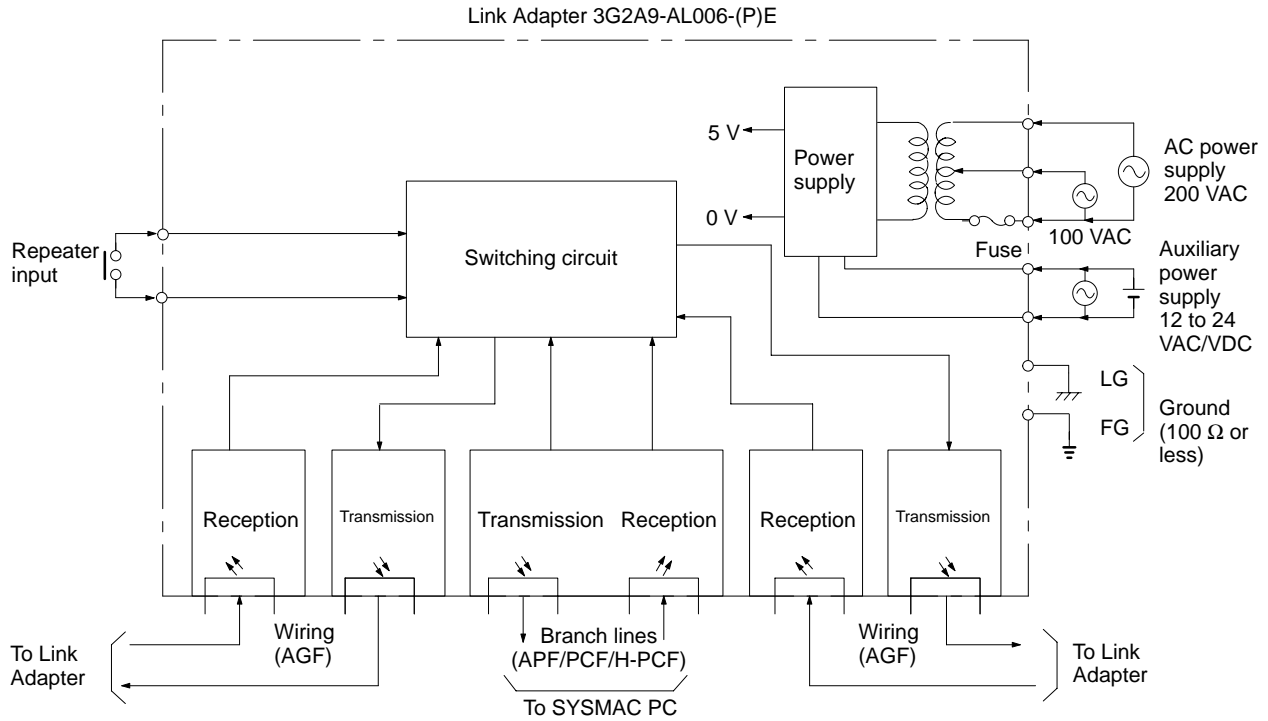 Link Adapter 3G2A9-AL006-(P)E
5 V
0 V
Power
supply
AC power
supply
200 VAC
100 VAC
Fuse
Auxiliary
power
supply
12 to 24
VAC/VDC
LG
FG
Ground
(100 Ω or
less)
Repeater
input
Switching circuit
Reception
Transmission
Transmission
Reception
Reception
Transmission
To Link
Adapter
Wiring
(AGF)
Branch lines
(APF/PCF/H-PCF)
To SYSMAC PC
Wiring
(AGF)
To Link
Adapter